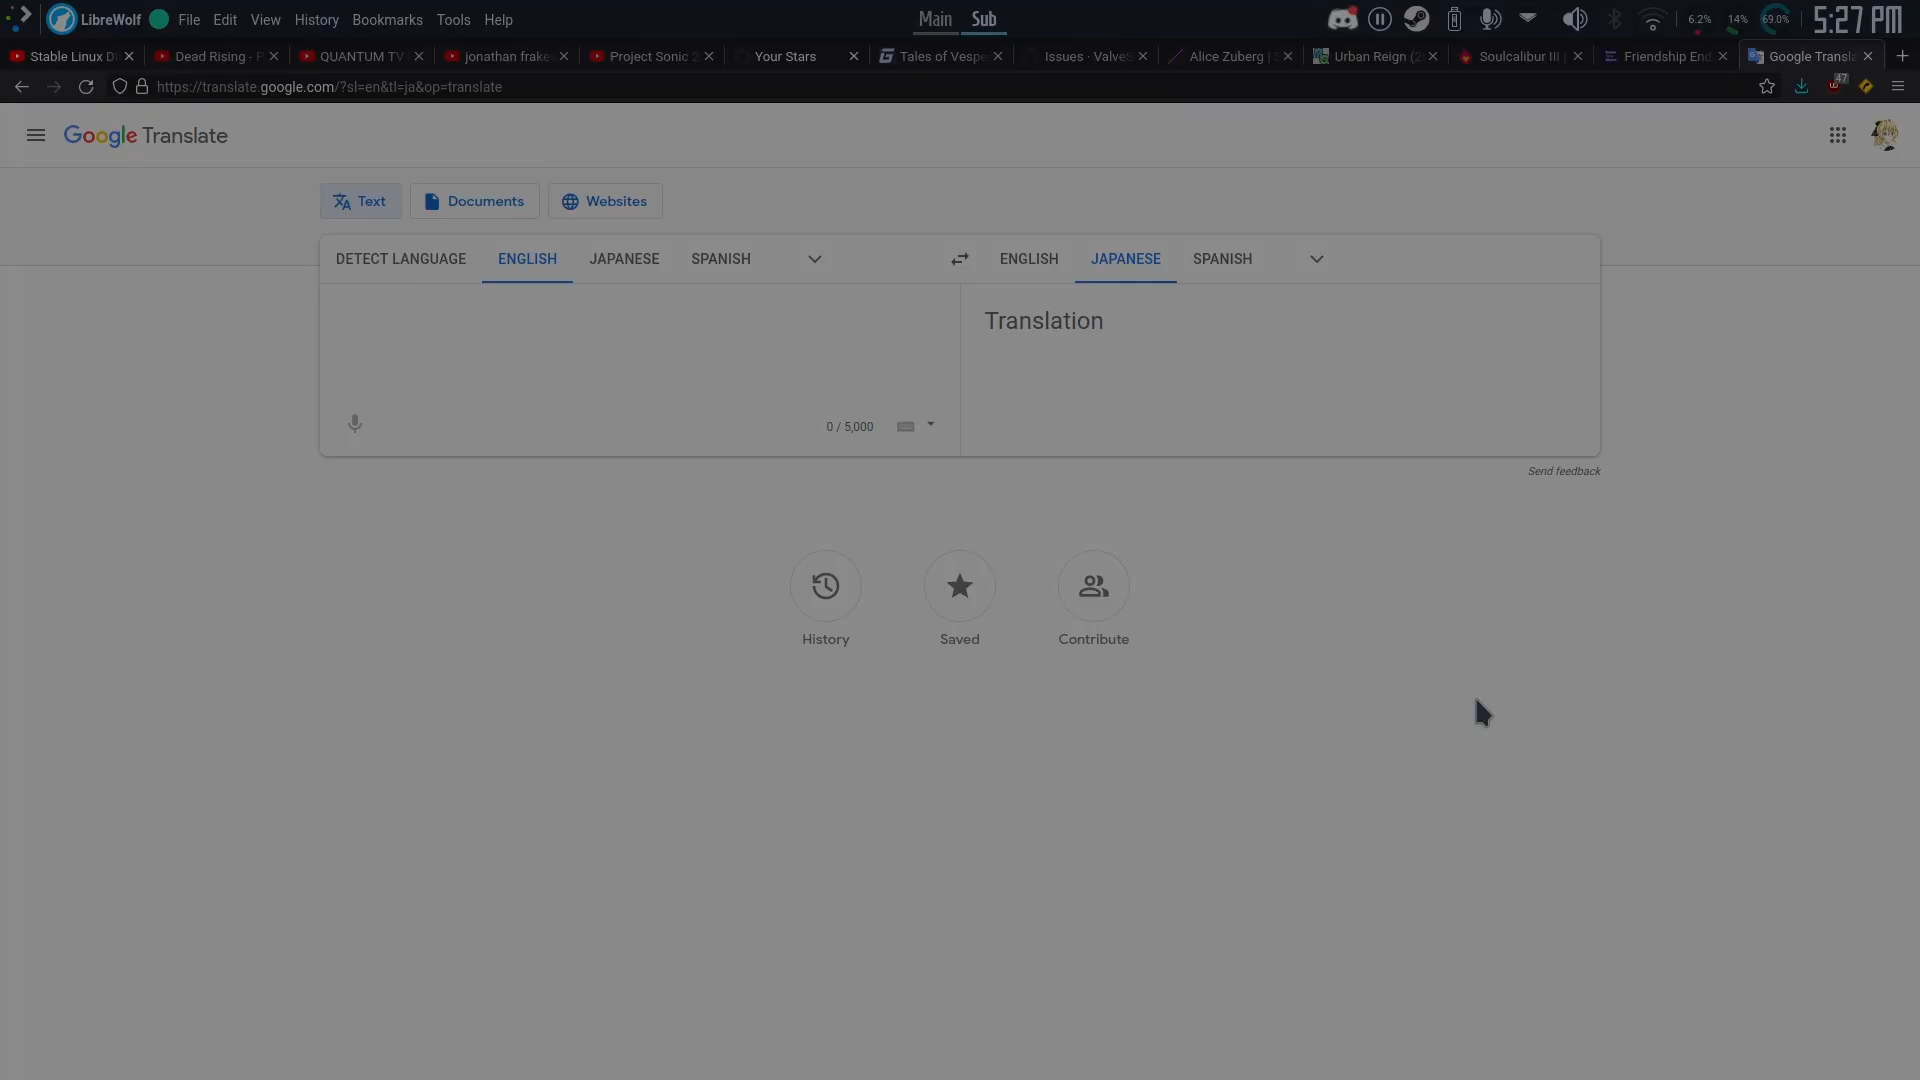 LibreWolf File Edit View History Bookmarks Tools Help Main Sub 6.2% 14% 69.0% 5:27 PM
Stable Linux Dead Rising - QUANTUM TV jonathan frake Project Sonic Your Stars Tales of Vespe Issues · Valve Alice Zuberg | Urban Reign (2 Soulcalibur III | Friendship End Google Transla
https://translate.google.com/?sl=en&tl=ja&op=translate 47
Google Translate
Text Documents Websites
DETECT LANGUAGE ENGLISH JAPANESE SPANISH ENGLISH JAPANESE SPANISH
Translation
0 / 5,000
Send feedback
History Saved Contribute